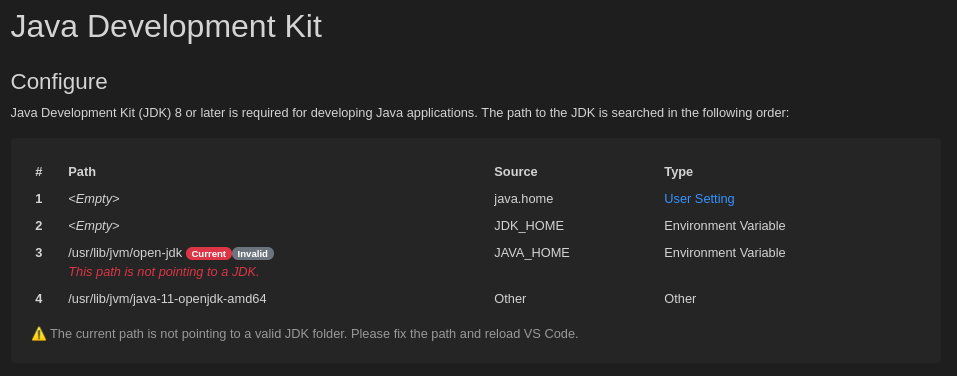 Java Development Kit
Configure
Java Development Kit (JDK) 8 or later is required for developing Java applications. The path to the JDK is searched in the following order:
# Path Source Type
1 <Empty> java.home User Setting
2 <Empty> JDK_HOME Environment Variable
3 /usr/lib/jvm/open-jdk Current Invalid JAVA_HOME Environment Variable
This path is not pointing to a JDK.
4 /usr/lib/jvm/java-11-openjdk-amd64 Other Other
⚠ The current path is not pointing to a valid JDK folder. Please fix the path and reload VS Code.